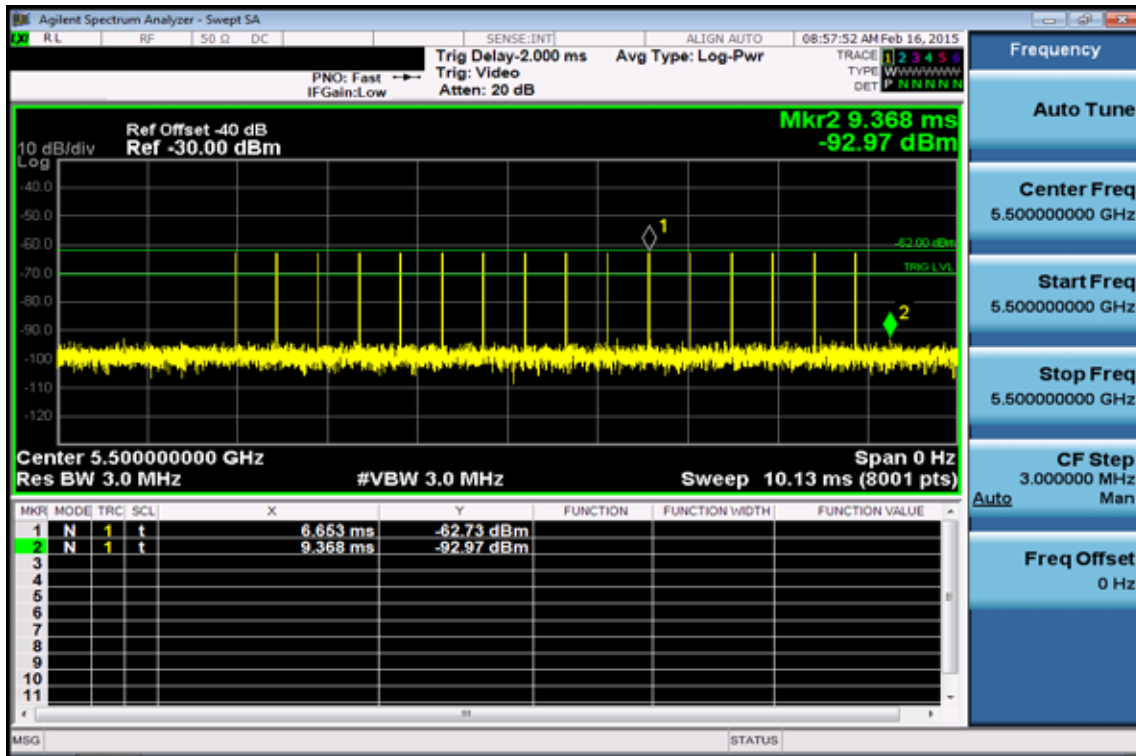 Agilent Spectrum Analyzer - Swept SA
RL RF 50 Ω DC SENSE:INT ALIGN AUTO 08:57:52 AM Feb 16, 2015
Frequency
Trig Delay-2.000 ms Avg Type: Log-Pwr TRACE 1 2 3 4 5 6
PNO: Fast Trig: Video TYPE WWWWWW
IFGain:Low Atten: 20 dB DET P N N N N N
Auto Tune
Mkr2 9.368 ms
Ref Offset -40 dB
10 dB/div Ref -30.00 dBm -92.97 dBm
Log
-40.0
-50.0
-60.0
-62.00 dBm
-70.0
TRIG LVL
-80.0
-90.0
-100
-110
-120
1
2
Center 5.500000000 GHz Span 0 Hz
Res BW 3.0 MHz #VBW 3.0 MHz Sweep 10.13 ms (8001 pts)
Center Freq
5.500000000 GHz
Start Freq
5.500000000 GHz
Stop Freq
5.500000000 GHz
CF Step
3.000000 MHz
Auto Man
Freq Offset
0 Hz
MKR MODE TRC SCL X Y FUNCTION FUNCTION WIDTH FUNCTION VALUE
1 N 1 t 6.653 ms -62.73 dBm
2 N 1 t 9.368 ms -92.97 dBm
3
4
5
6
7
8
9
10
11
MSG STATUS